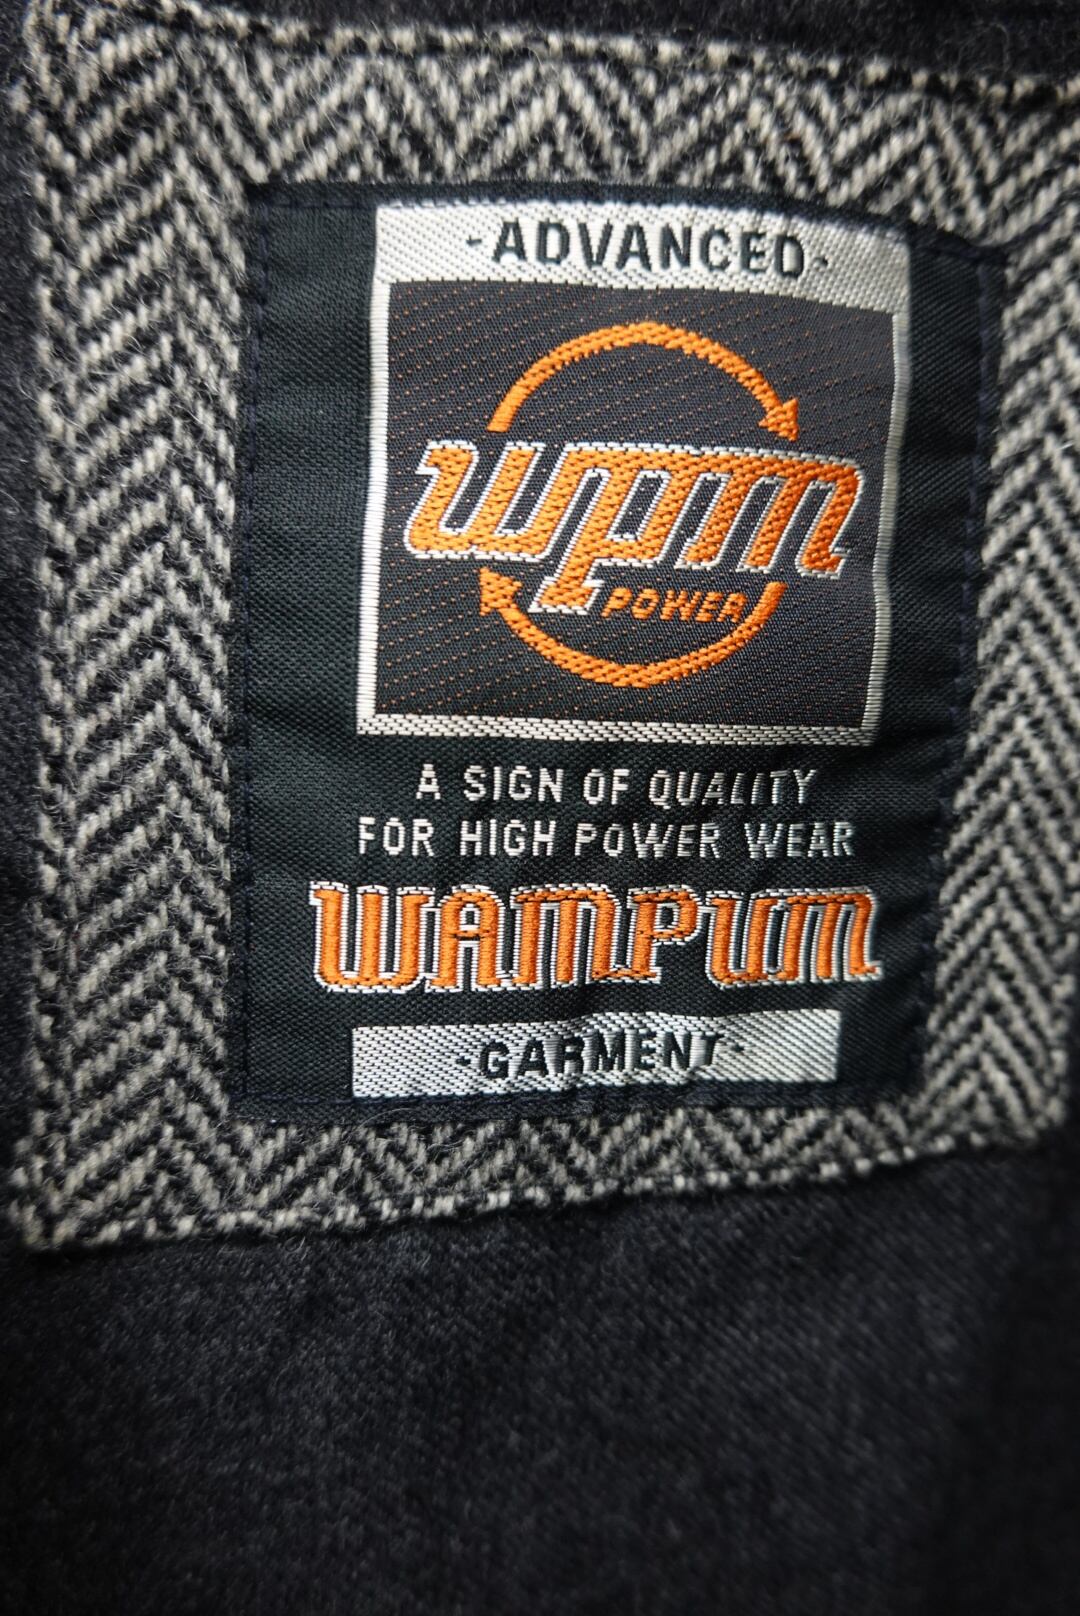 -ADVANCED-
wpm
POWER
A SIGN OF QUALITY
FOR HIGH POWER WEAR
WAMPUM
-GARMENT-